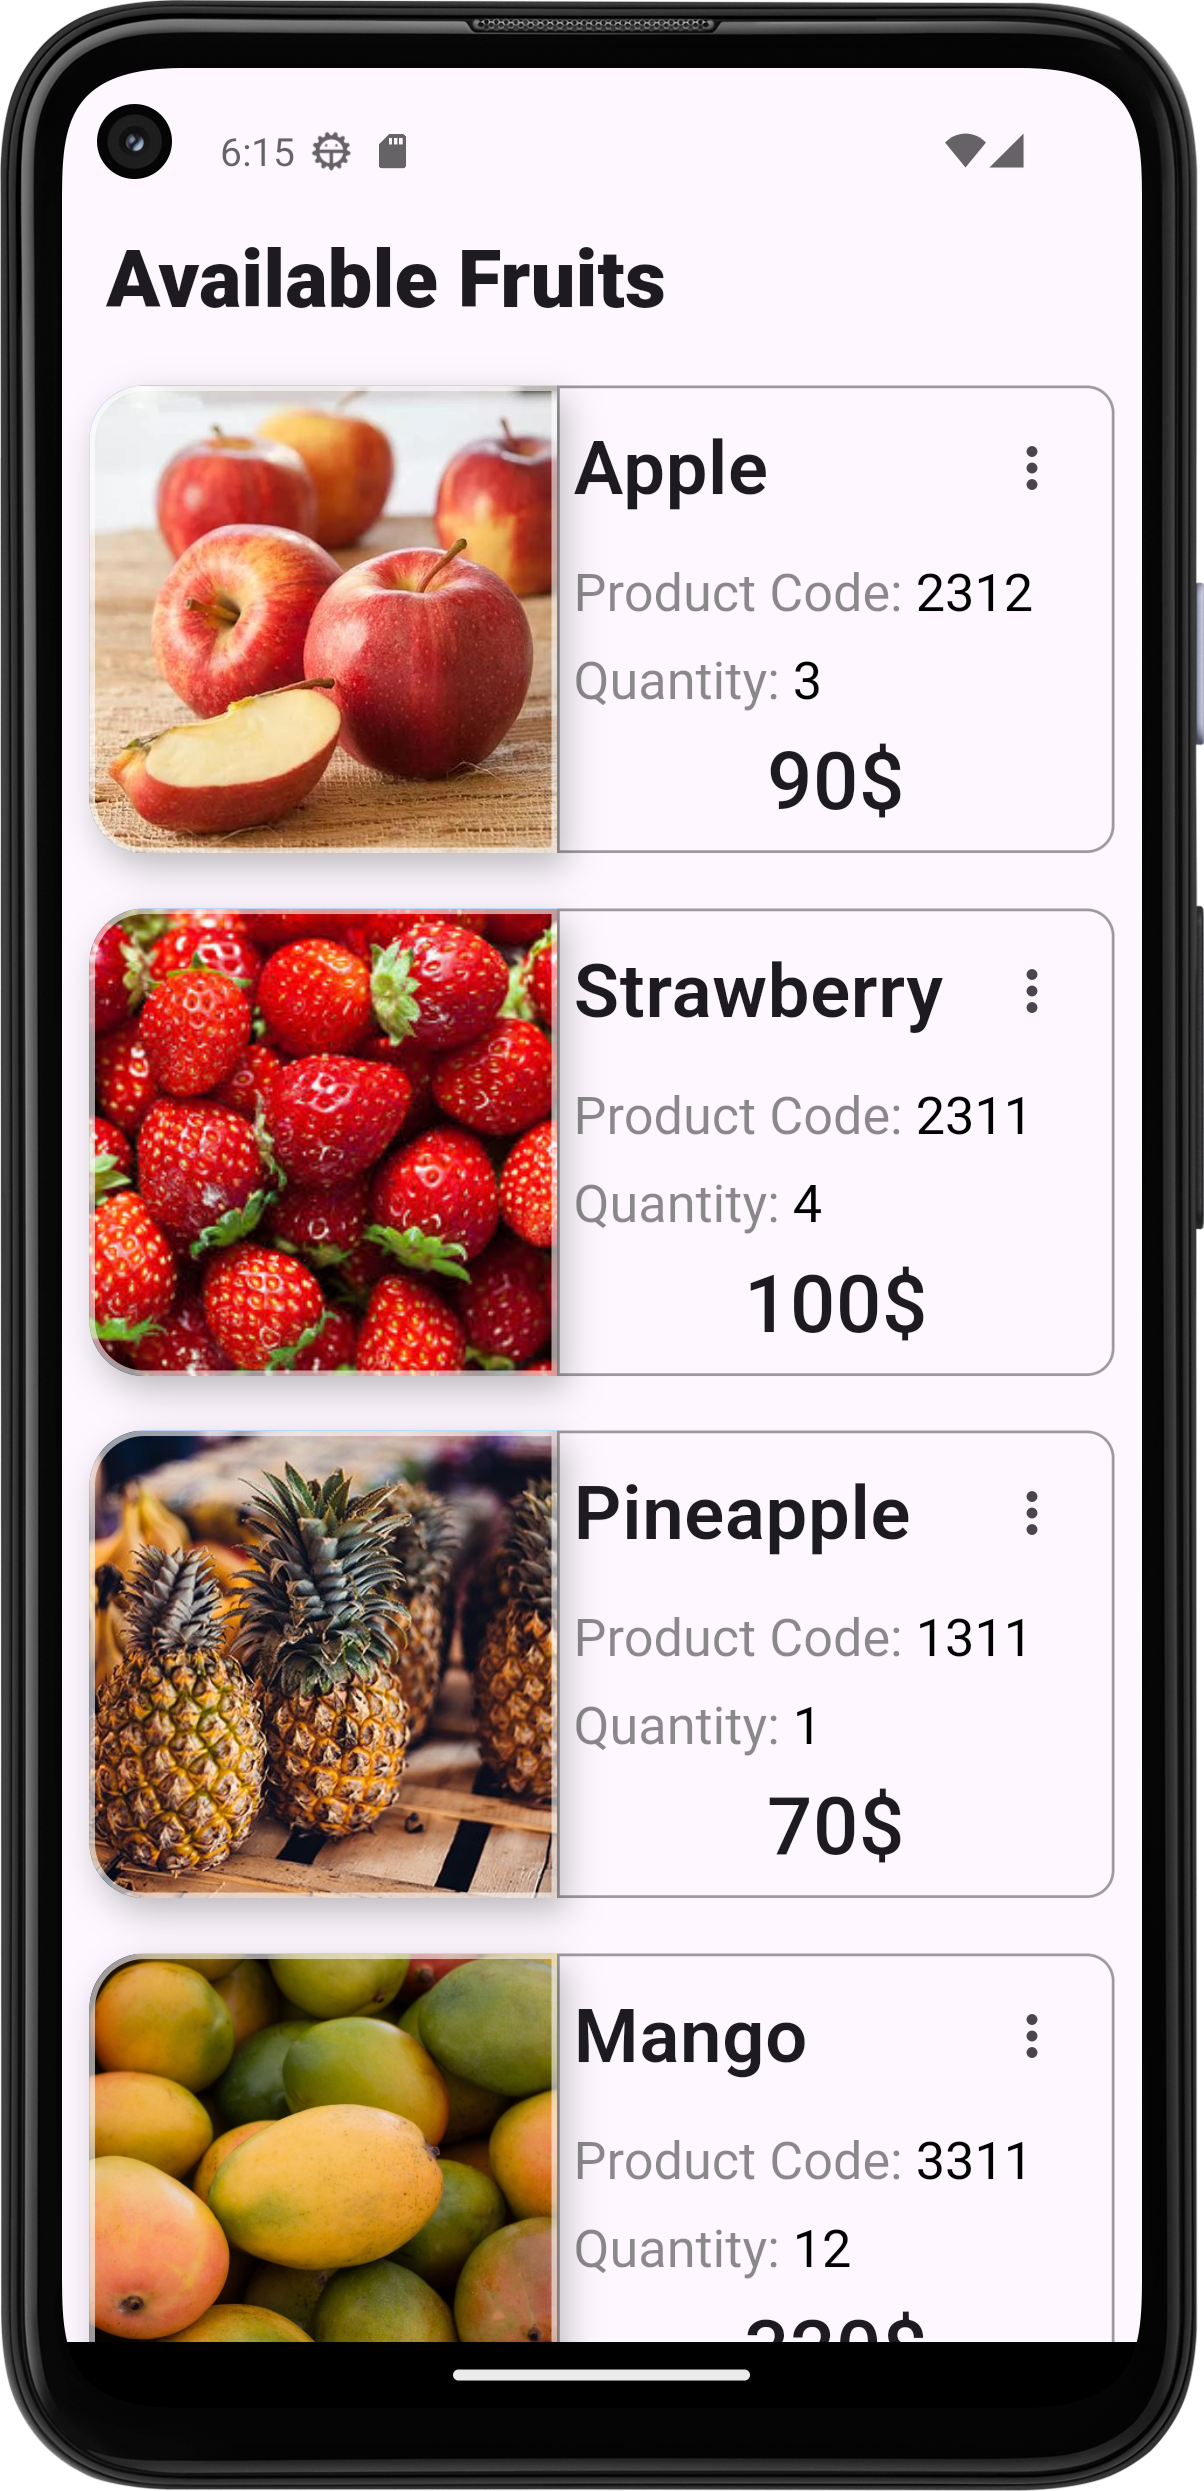 6:15
Available Fruits
Apple
Product Code: 2312
Quantity: 3
90$
Strawberry
Product Code: 2311
Quantity: 4
100$
Pineapple
Product Code: 1311
Quantity: 1
70$
Mango
Product Code: 3311
Quantity: 12